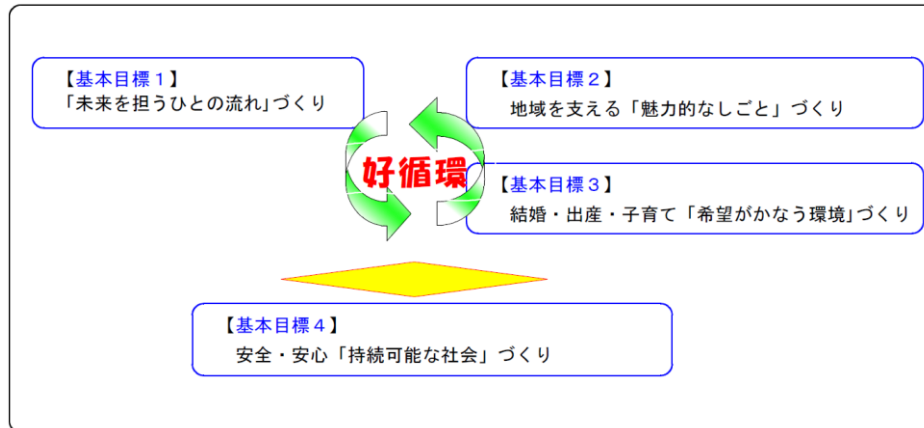 【基本目標１】
「未来を担うひとの流れ」づくり
【基本目標２】
地域を支える「魅力的なしごと」づくり
好循環
【基本目標３】
結婚・出産・子育て「希望がかなう環境」づくり
【基本目標４】
安全・安心「持続可能な社会」づくり